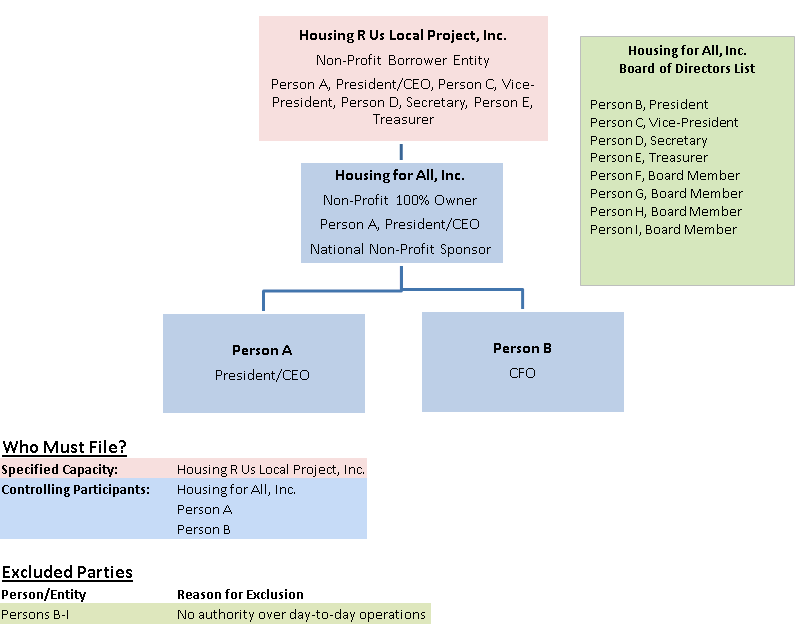 Housing R Us Local Project, Inc.
Non-Profit Borrower Entity
Person A, President/CEO, Person C, Vice-
President, Person D, Secretary, Person E,
Treasurer
Housing for All, Inc.
Board of Directors List
Person B, President
Person C, Vice-President
Person D, Secretary
Person E, Treasurer
Person F, Board Member
Person G, Board Member
Person H, Board Member
Person I, Board Member
Housing for All, Inc.
Non-Profit 100% Owner
Person A, President/CEO
National Non-Profit Sponsor
Person A
President/CEO
Person B
CFO
Who Must File?
Specified Capacity: Housing R Us Local Project, Inc.
Controlling Participants: Housing for All, Inc.
Person A
Person B
Excluded Parties
Person/Entity Reason for Exclusion
Persons B-I No authority over day-to-day operations